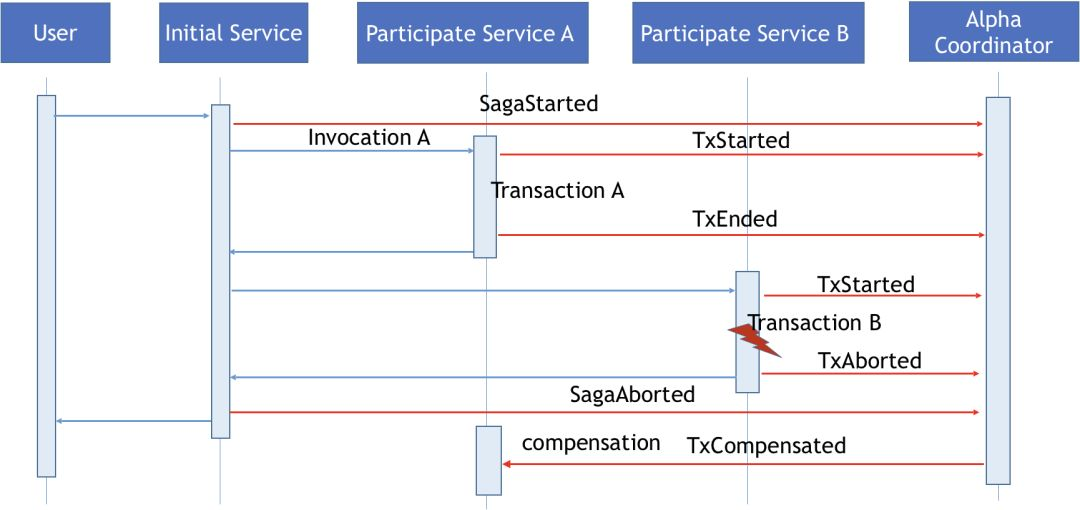 User
Initial Service
Participate Service A
Participate Service B
Alpha
Coordinator
SagaStarted
Invocation A
TxStarted
Transaction A
TxEnded
TxStarted
Transaction B
TxAborted
SagaAborted
compensation
TxCompensated